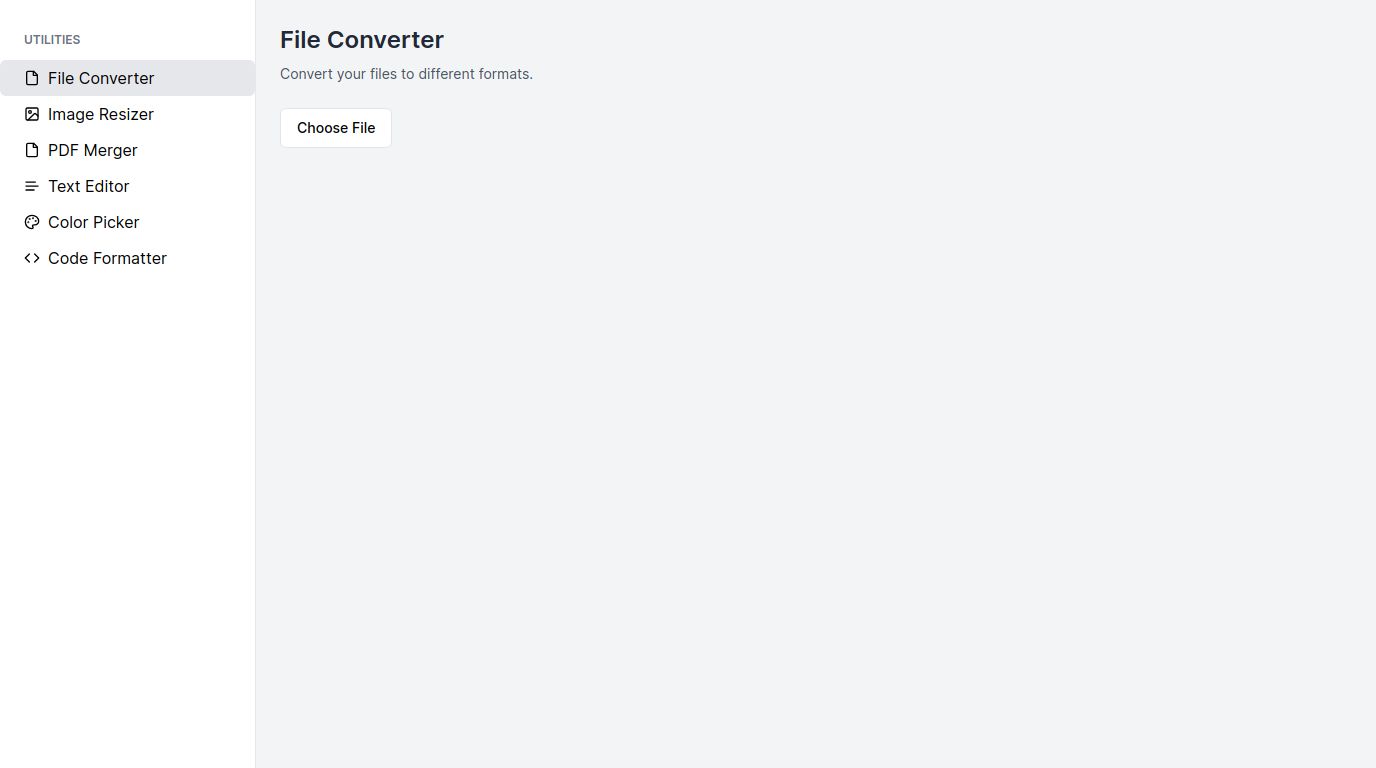 UTILITIES
File Converter
Image Resizer
PDF Merger
Text Editor
Color Picker
Code Formatter
File Converter
Convert your files to different formats.
Choose File